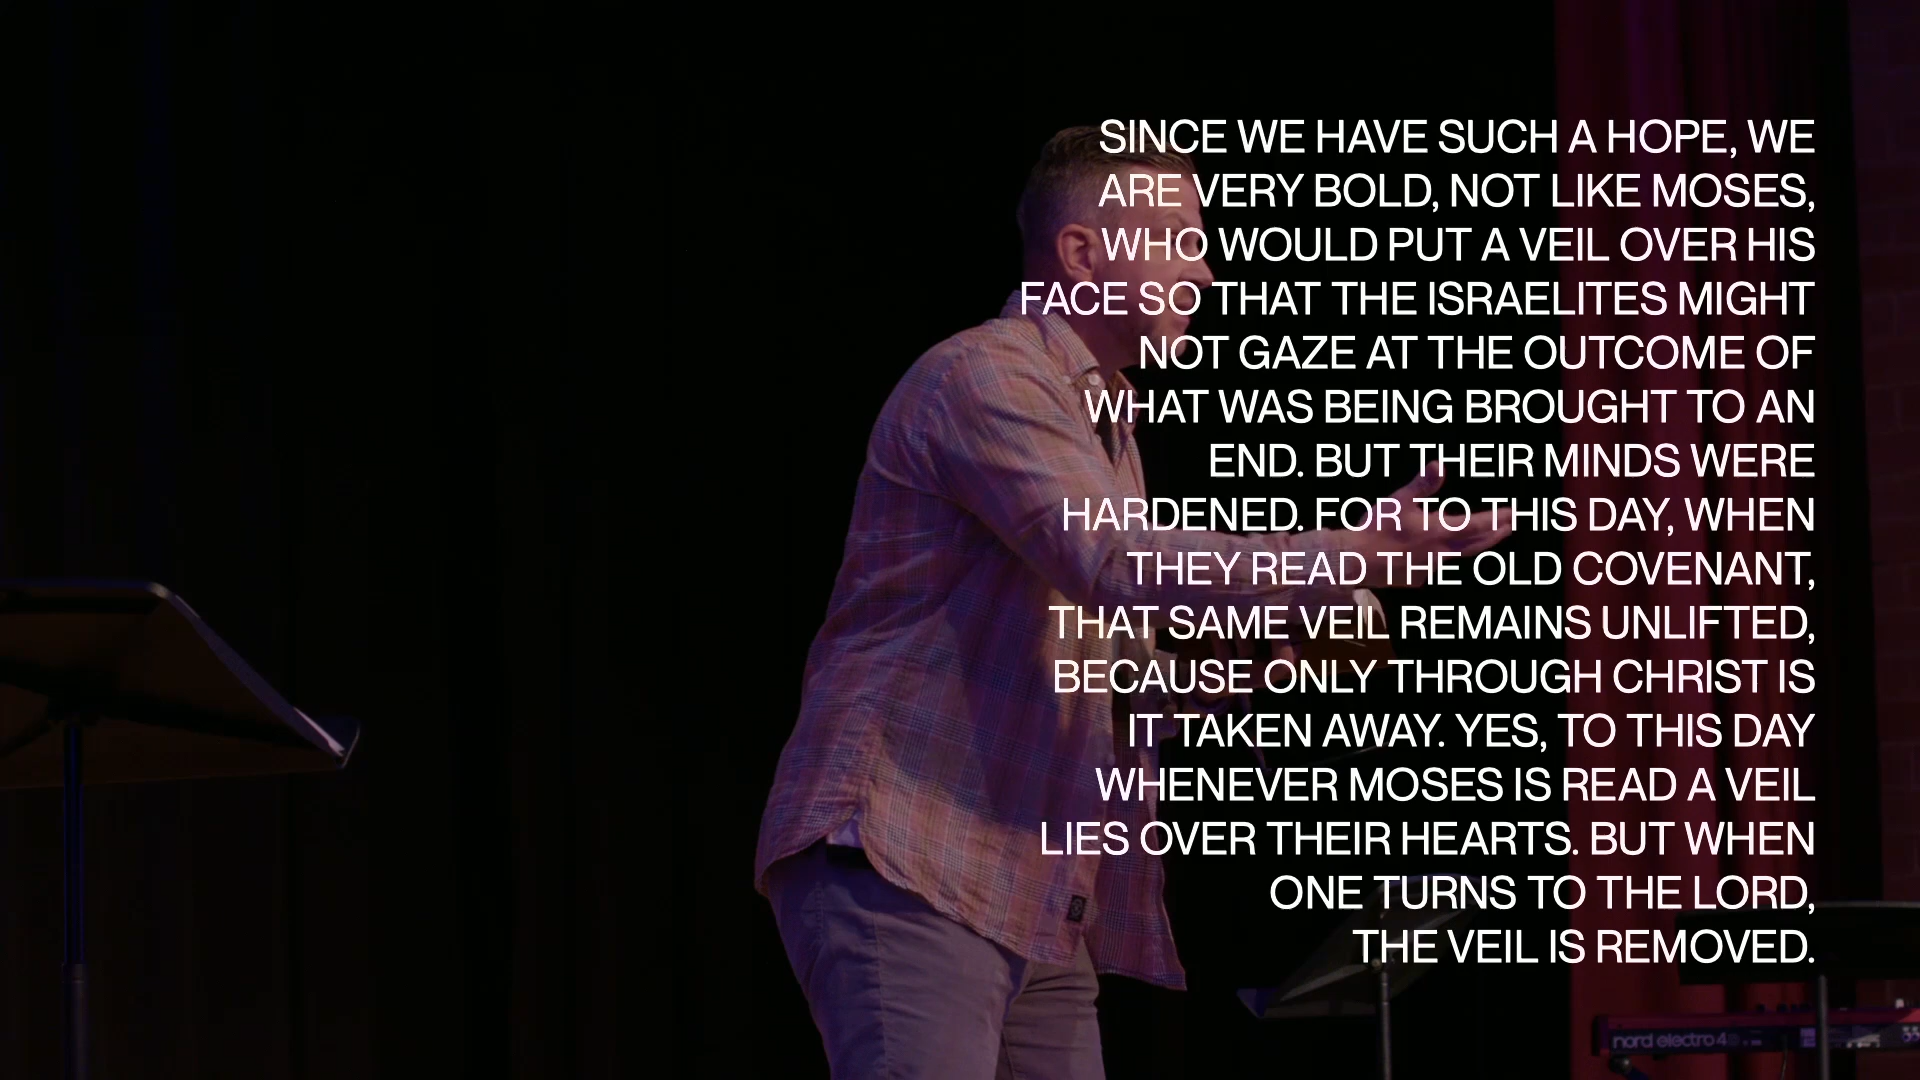 SINCE WE HAVE SUCH A HOPE, WE
ARE VERY BOLD, NOT LIKE MOSES,
WHO WOULD PUT A VEIL OVER HIS
FACE SO THAT THE ISRAELITES MIGHT
NOT GAZE AT THE OUTCOME OF
WHAT WAS BEING BROUGHT TO AN
END. BUT THEIR MINDS WERE
HARDENED. FOR TO THIS DAY, WHEN
THEY READ THE OLD COVENANT,
THAT SAME VEIL REMAINS UNLIFTED,
BECAUSE ONLY THROUGH CHRIST IS
IT TAKEN AWAY. YES, TO THIS DAY
WHENEVER MOSES IS READ A VEIL
LIES OVER THEIR HEARTS. BUT WHEN
ONE TURNS TO THE LORD,
THE VEIL IS REMOVED.
nord electro 4